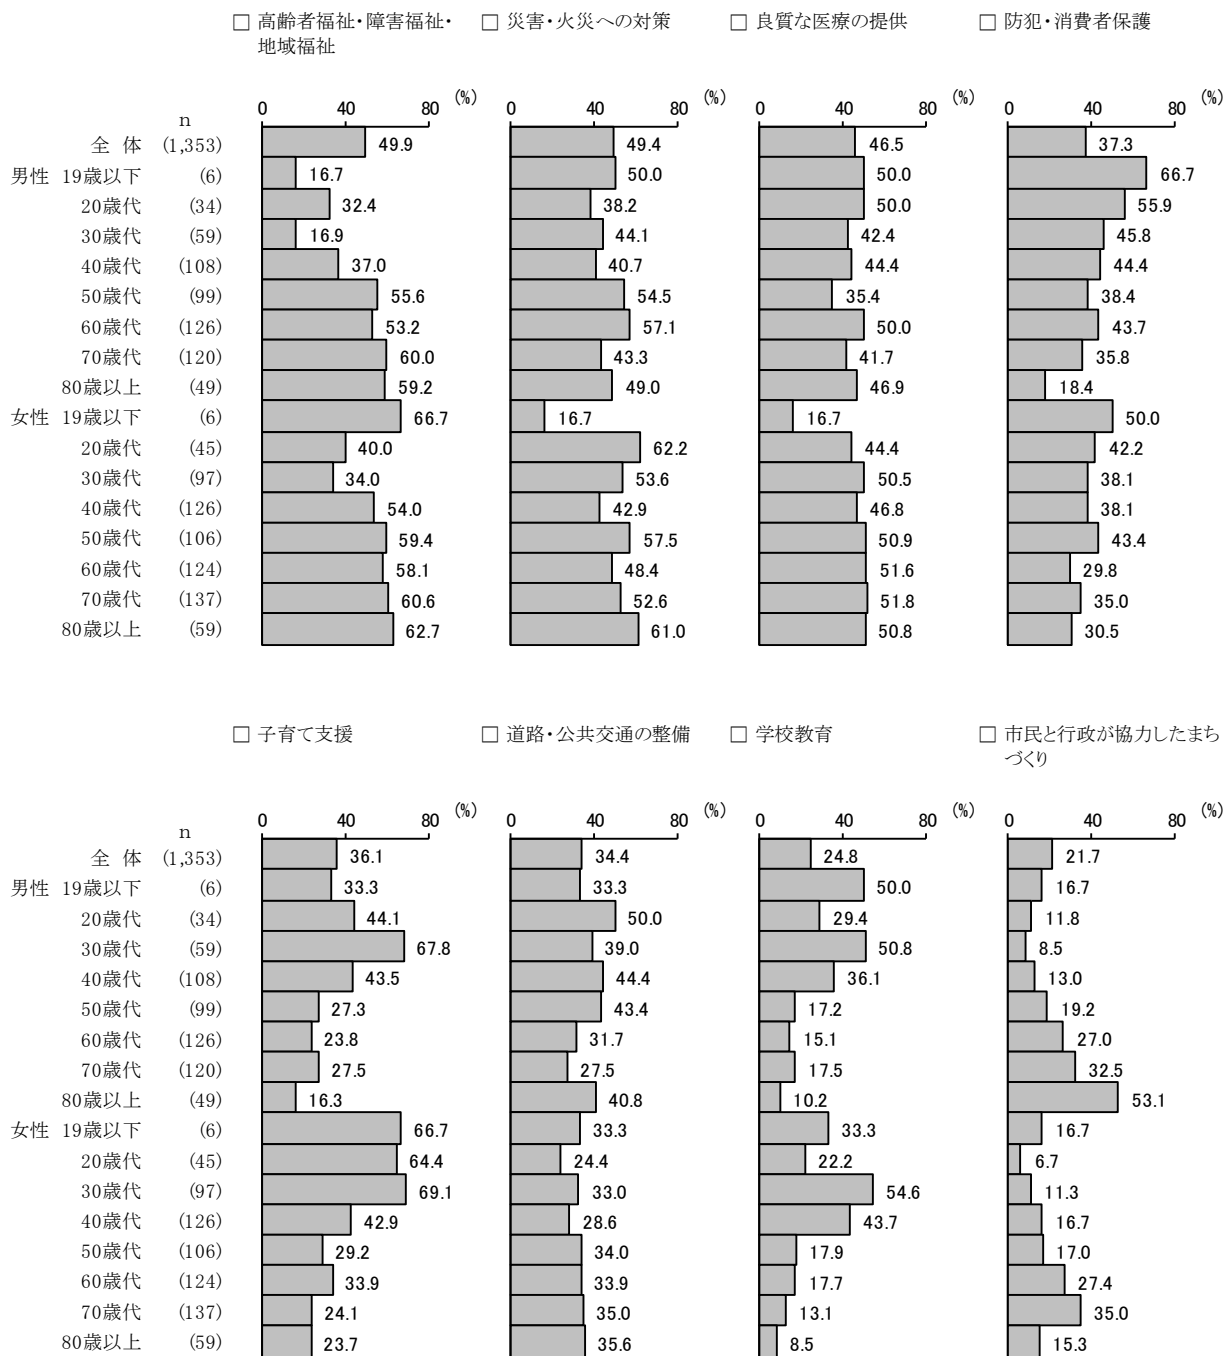 □ 高齢者福祉・障害福祉・ □ 災害・火災への対策 □ 良質な医療の提供 □ 防犯・消費者保護
地域福祉
0 40 80 (%) 0 40 80 (%) 0 40 80 (%) 0 40 80 (%)
n
全 体 (1,353) 49.9 49.4 46.5 37.3
男性 19歳以下 (6) 16.7 50.0 50.0 66.7
20歳代 (34) 32.4 38.2 50.0 55.9
30歳代 (59) 16.9 44.1 42.4 45.8
40歳代 (108) 37.0 40.7 44.4 44.4
50歳代 (99) 55.6 54.5 35.4 38.4
60歳代 (126) 53.2 57.1 50.0 43.7
70歳代 (120) 60.0 43.3 41.7 35.8
80歳以上 (49) 59.2 49.0 46.9 18.4
女性 19歳以下 (6) 66.7 16.7 16.7 50.0
20歳代 (45) 40.0 62.2 44.4 42.2
30歳代 (97) 34.0 53.6 50.5 38.1
40歳代 (126) 54.0 42.9 46.8 38.1
50歳代 (106) 59.4 57.5 50.9 43.4
60歳代 (124) 58.1 48.4 51.6 29.8
70歳代 (137) 60.6 52.6 51.8 35.0
80歳以上 (59) 62.7 61.0 50.8 30.5
□ 子育て支援 □ 道路・公共交通の整備 □ 学校教育 □ 市民と行政が協力したまち
づくり
0 40 80 (%) 0 40 80 (%) 0 40 80 (%) 0 40 80 (%)
n
全 体 (1,353) 36.1 34.4 24.8 21.7
男性 19歳以下 (6) 33.3 33.3 50.0 16.7
20歳代 (34) 44.1 50.0 29.4 11.8
30歳代 (59) 67.8 39.0 50.8 8.5
40歳代 (108) 43.5 44.4 36.1 13.0
50歳代 (99) 27.3 43.4 17.2 19.2
60歳代 (126) 23.8 31.7 15.1 27.0
70歳代 (120) 27.5 27.5 17.5 32.5
80歳以上 (49) 16.3 40.8 10.2 53.1
女性 19歳以下 (6) 66.7 33.3 33.3 16.7
20歳代 (45) 64.4 24.4 22.2 6.7
30歳代 (97) 69.1 33.0 54.6 11.3
40歳代 (126) 42.9 28.6 43.7 16.7
50歳代 (106) 29.2 34.0 17.9 17.0
60歳代 (124) 33.9 33.9 17.7 27.4
70歳代 (137) 24.1 35.0 13.1 35.0
80歳以上 (59) 23.7 35.6 8.5 15.3